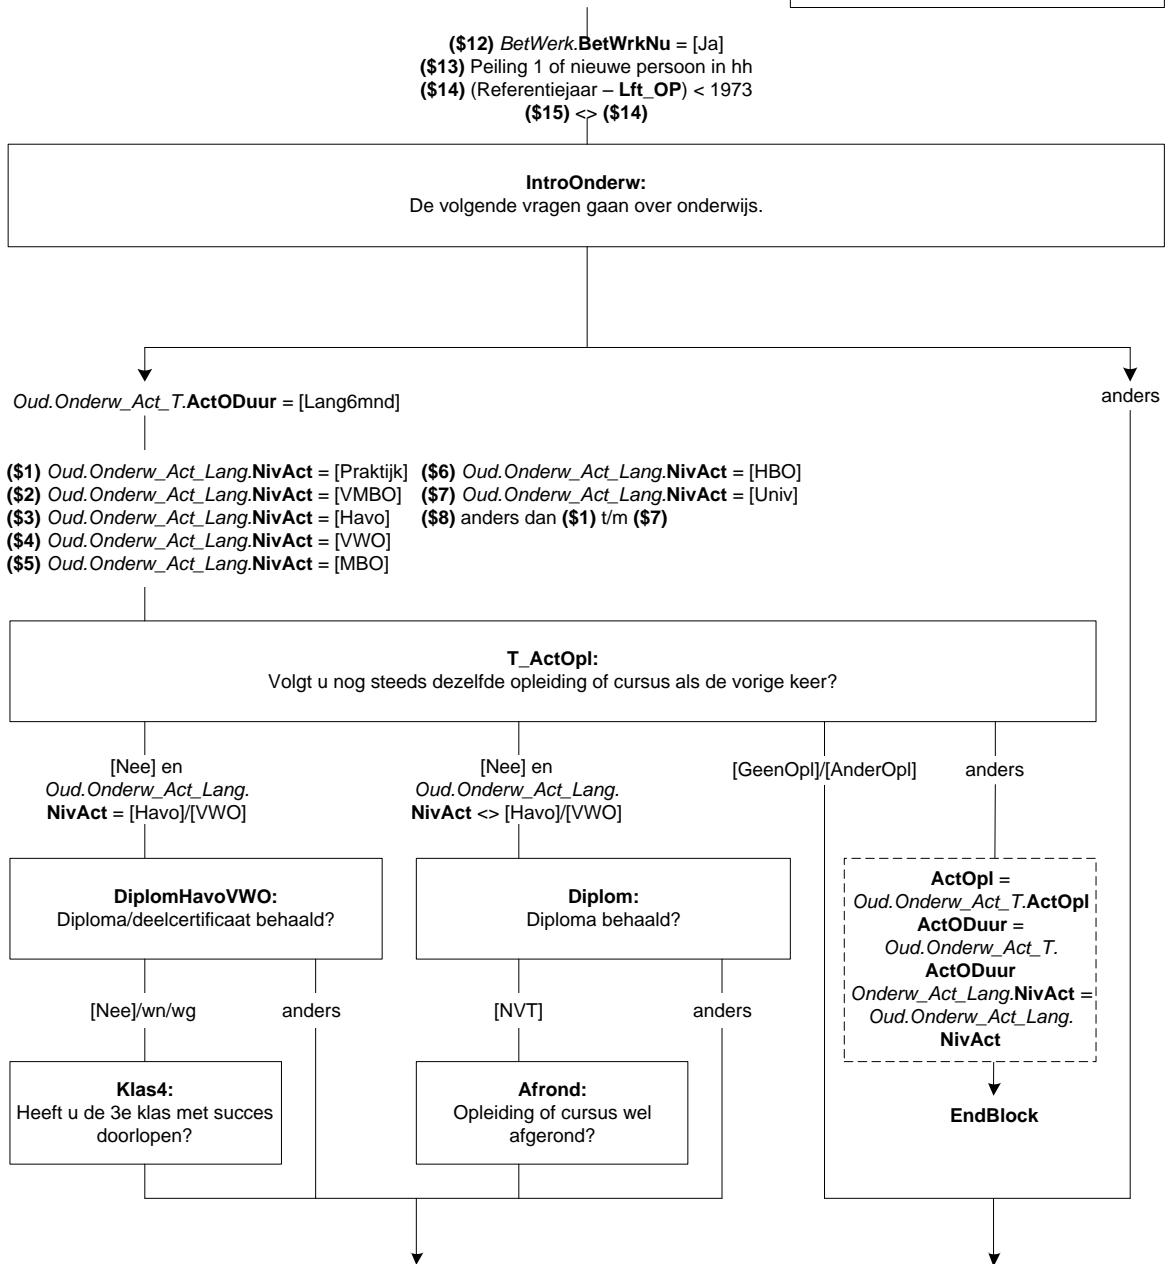 ($12) BetWerk.BetWrkNu = [Ja]
($13) Peiling 1 of nieuwe persoon in hh
($14) (Referentiejaar – Lft_OP) < 1973
($15) <> ($14)
IntroOnderw:
De volgende vragen gaan over onderwijs.
Oud.Onderw_Act_T.ActODuur = [Lang6mnd]
anders
($1) Oud.Onderw_Act_Lang.NivAct = [Praktijk]
($2) Oud.Onderw_Act_Lang.NivAct = [VMBO]
($3) Oud.Onderw_Act_Lang.NivAct = [Havo]
($4) Oud.Onderw_Act_Lang.NivAct = [VWO]
($5) Oud.Onderw_Act_Lang.NivAct = [MBO]
($6) Oud.Onderw_Act_Lang.NivAct = [HBO]
($7) Oud.Onderw_Act_Lang.NivAct = [Univ]
($8) anders dan ($1) t/m ($7)
T_ActOpl:
Volgt u nog steeds dezelfde opleiding of cursus als de vorige keer?
[Nee] en
Oud.Onderw_Act_Lang.
NivAct = [Havo]/[VWO]
[Nee] en
Oud.Onderw_Act_Lang.
NivAct <> [Havo]/[VWO]
[GeenOpl]/[AnderOpl]
anders
DiplomHavoVWO:
Diploma/deelcertificaat behaald?
Diplom:
Diploma behaald?
ActOpl =
Oud.Onderw_Act_T.ActOpl
ActODuur =
Oud.Onderw_Act_T.
ActODuur
Onderw_Act_Lang.NivAct =
Oud.Onderw_Act_Lang.
NivAct
[Nee]/wn/wg
anders
[NVT]
anders
Klas4:
Heeft u de 3e klas met succes
doorlopen?
Afrond:
Opleiding of cursus wel
afgerond?
EndBlock